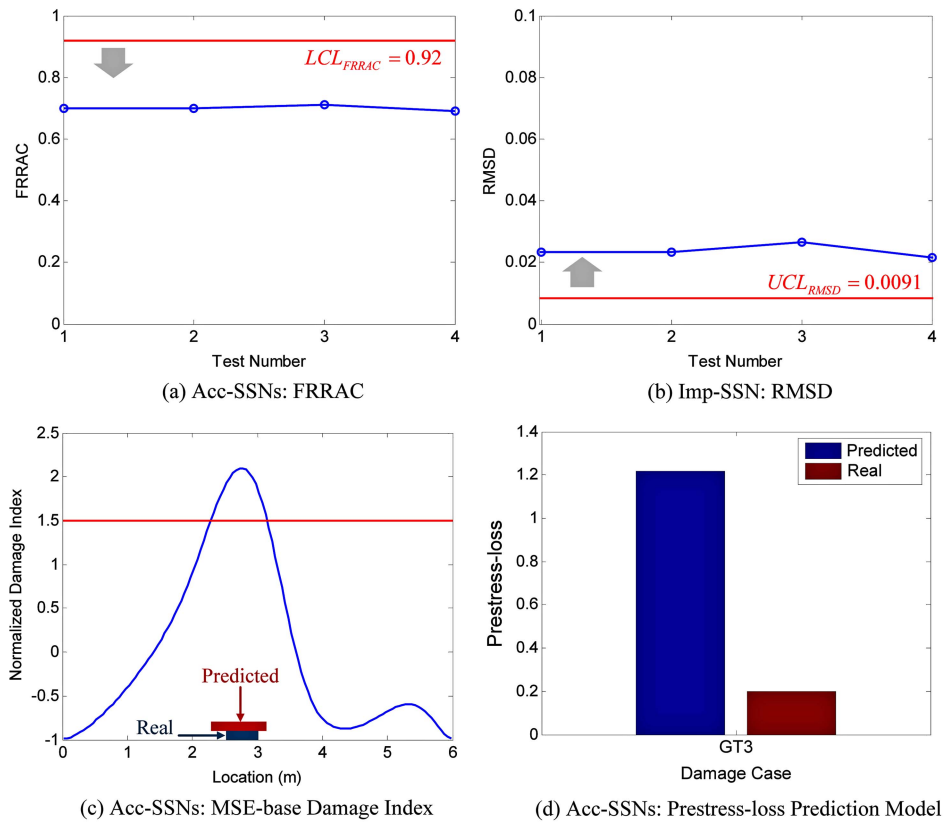 1
0.8
0.6
0.4
0.2
0
FRRAC
LCL_FRRAC = 0.92
1 2 3 4
Test Number
(a) Acc-SSNs: FRRAC
0.1
0.08
0.06
0.04
0.02
0
RMSD
UCL_RMSD = 0.0091
1 2 3 4
Test Number
(b) Imp-SSN: RMSD
2.5
2
1.5
1.5
0
-0.5
-1
Normalized Damage Index
Predicted
Real
0 1 2 3 4 5 6
Location (m)
(c) Acc-SSNs: MSE-base Damage Index
1.4
1.2
1
0.8
0.6
0.4
0.2
0
Prestress-loss
Predicted
Real
GT3
Damage Case
(d) Acc-SSNs: Prestress-loss Prediction Model